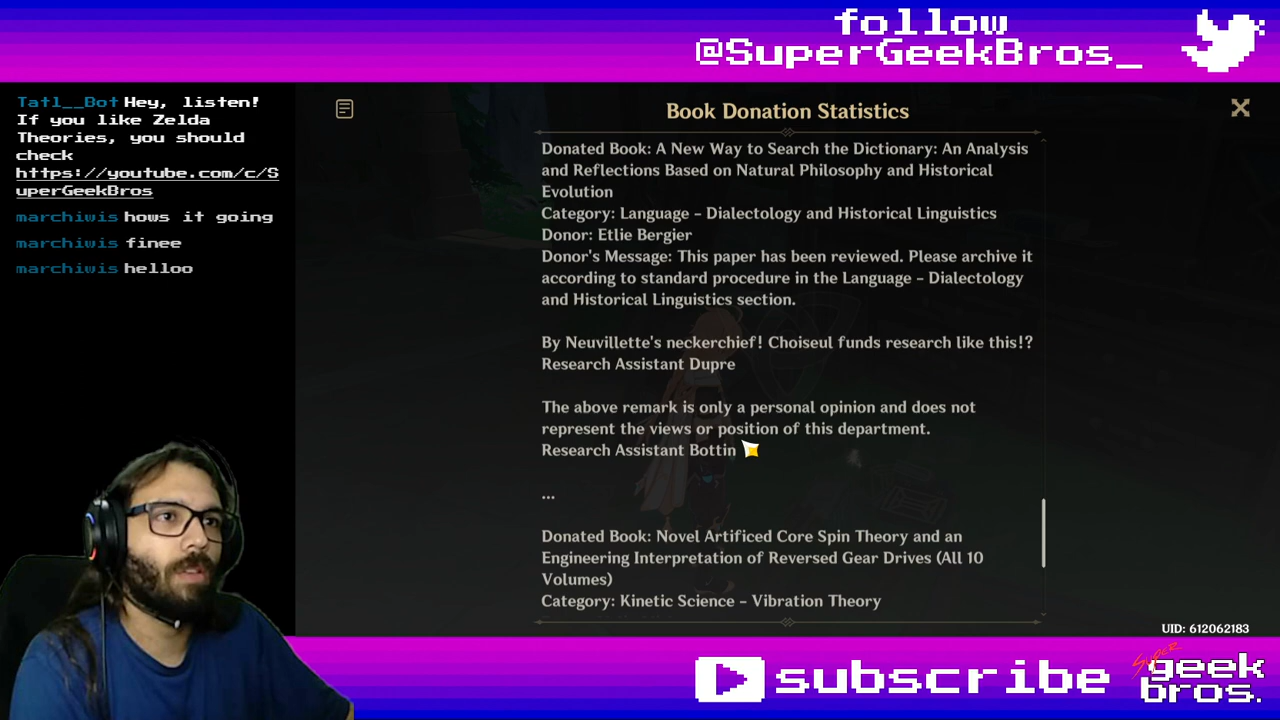 follow
@SuperGeekBros_
Tatl__Bot Hey, listen!
If you like Zelda
Theories, you should
check
https://youtube.com/c/S
uperGeekBros
marchiwis hows it going
marchiwis finee
marchiwis helloo
Book Donation Statistics
Donated Book: A New Way to Search the Dictionary: An Analysis
and Reflections Based on Natural Philosophy and Historical
Evolution
Category: Language – Dialectology and Historical Linguistics
Donor: Etlie Bergier
Donor's Message: This paper has been reviewed. Please archive it
according to standard procedure in the Language – Dialectology
and Historical Linguistics section.
By Neuvillette's neckerchief! Choiseul funds research like this!?
Research Assistant Dupre
The above remark is only a personal opinion and does not
represent the views or position of this department.
Research Assistant Bottin
...
Donated Book: Novel Artificed Core Spin Theory and an
Engineering Interpretation of Reversed Gear Drives (All 10
Volumes)
Category: Kinetic Science – Vibration Theory
UID: 612062183
subscribe
super
geek
bros.